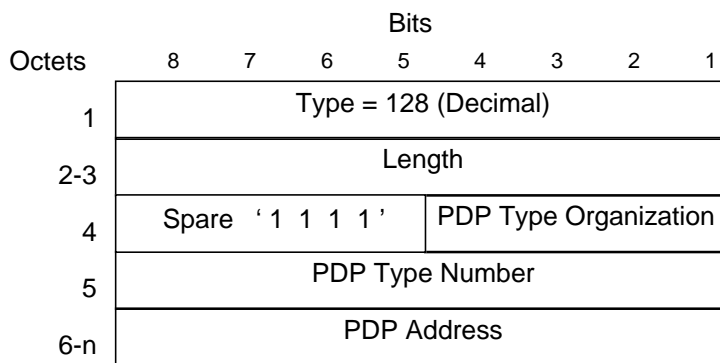 Bits
Octets 8 7 6 5 4 3 2 1
1 Type = 128 (Decimal)
2-3 Length
4 Spare ‘ 1 1 1 1 ’ PDP Type Organization
5 PDP Type Number
6-n PDP Address